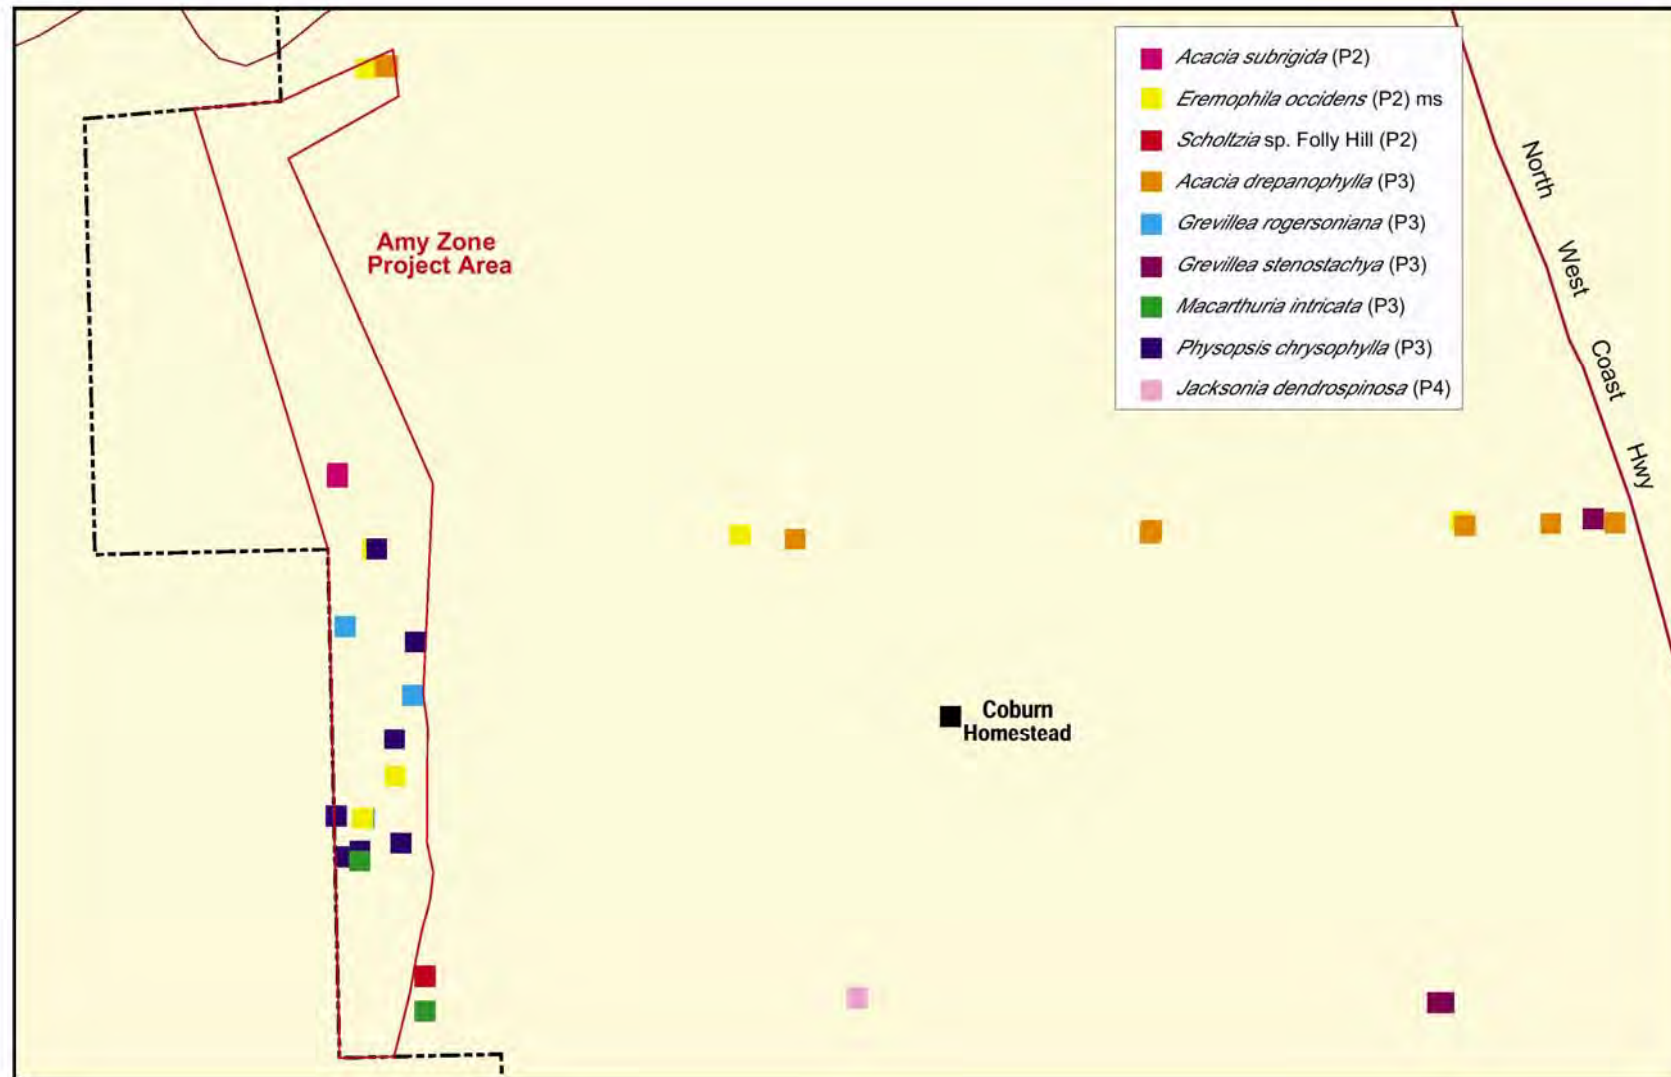 Acacia subrigida (P2)
Eremophila occidens (P2) ms
Scholtzia sp. Folly Hill (P2)
Acacia drepanophylla (P3)
Grevillea rogersoniana (P3)
Grevillea stenostachya (P3)
Macarthuria intricata (P3)
Physopsis chrysophylla (P3)
Jacksonia dendrospinosa (P4)
North
West
Coast
Hwy
Amy Zone
Project Area
Coburn
Homestead